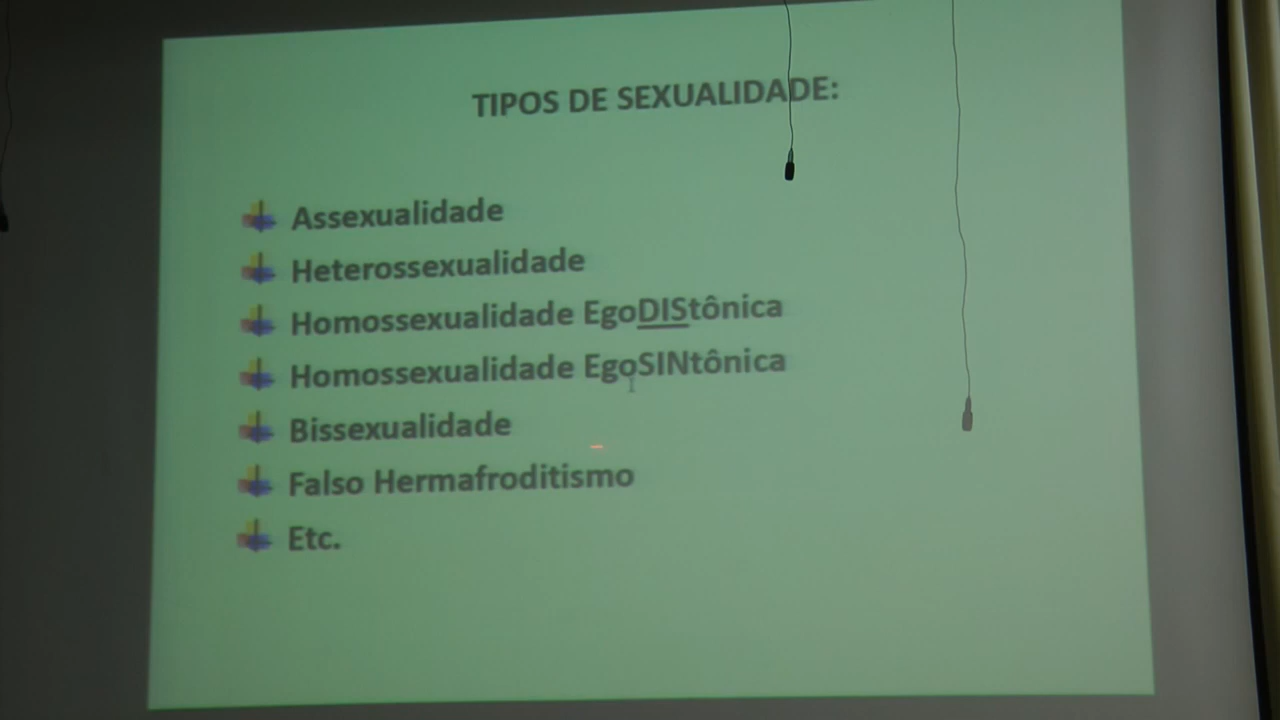 TIPOS DE SEXUALIDADE:
Assexualidade
Heterossexualidade
Homossexualidade EgoDIStônica
Homossexualidade EgoSINtônica
Bissexualidade
Falso Hermafroditismo
Etc.